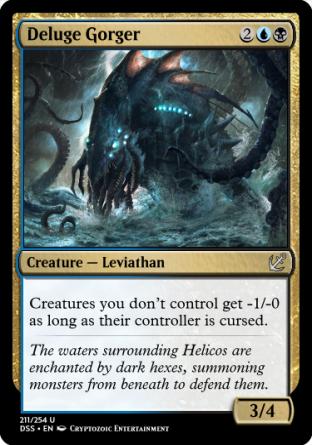 Deluge Gorger 2
Creature — Leviathan
Creatures you don't control get -1/-0
as long as their controller is cursed.
The waters surrounding Helicos are
enchanted by dark hexes, summoning
monsters from beneath to defend them.
3/4
211/254 U
DSS • EN Cryptozoic Entertainment